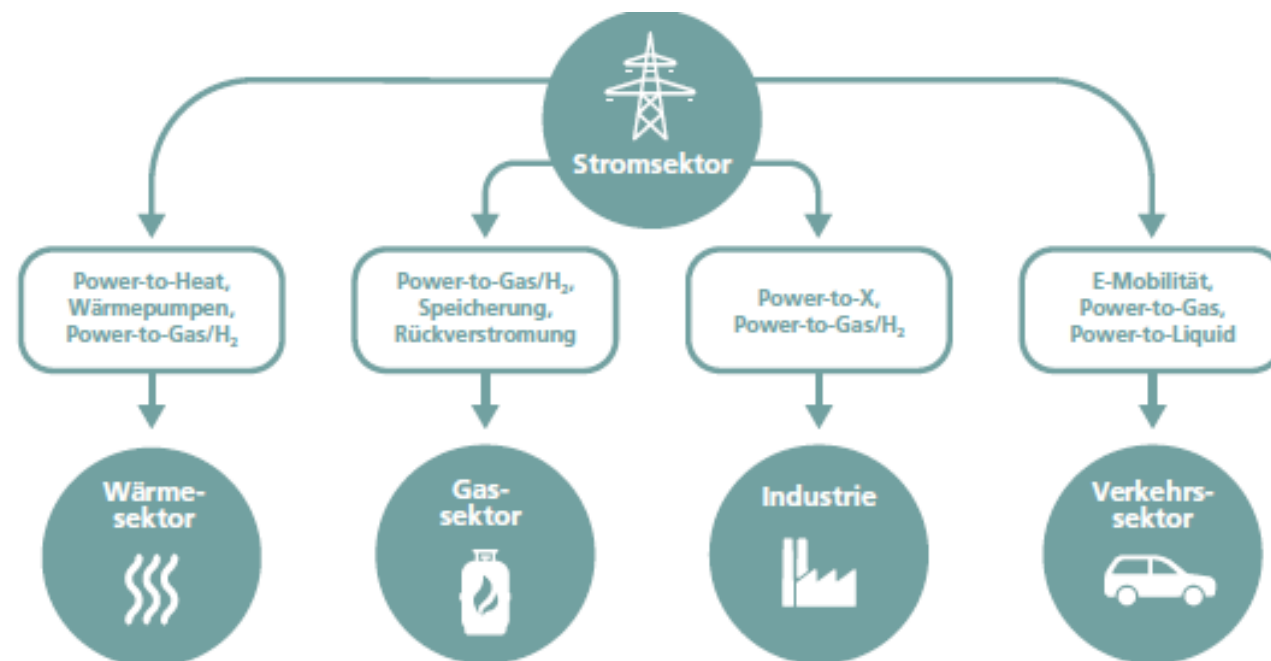 Stromsektor
Power-to-Heat,
Wärmepumpen,
Power-to-Gas/H₂
Power-to-Gas/H₂,
Speicherung,
Rückverstromung
Power-to-X,
Power-to-Gas/H₂
E-Mobilität,
Power-to-Gas,
Power-to-Liquid
Wärme-
sektor
Gas-
sektor
Industrie
Verkehrs-
sektor